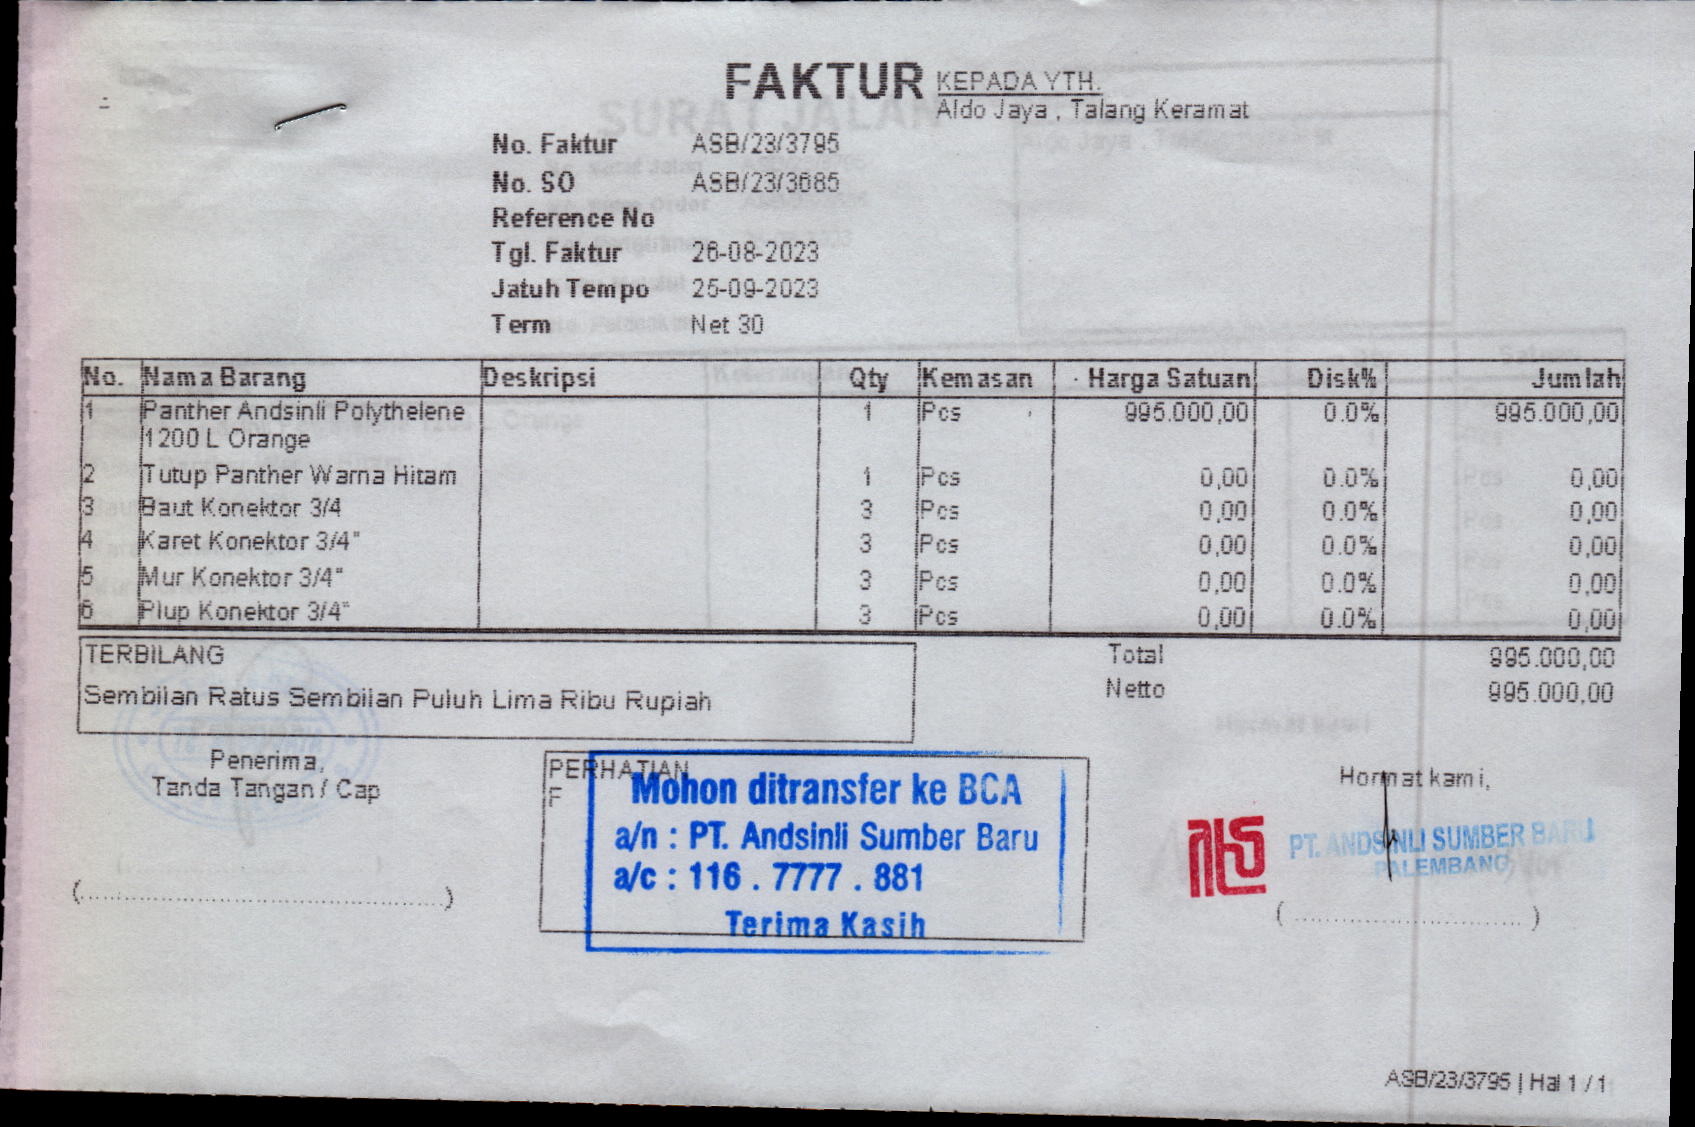 FAKTUR
KEPADA YTH.
Aldo Jaya , Talang Keramat
No. Faktur ASB/23/3795
No. SO ASB/23/3685
Reference No
Tgl. Faktur 26-08-2023
Jatuh Tempo 25-09-2023
Term Net 30
No. Nama Barang Deskripsi Qty Kemasan Harga Satuan Disk% Jumlah
1 Panther Andsinli Polythelene 1 Pcs 995.000,00 0.0% 995.000,00
1200 L Orange
2 Tutup Panther Warna Hitam 1 Pcs 0,00 0.0% 0,00
3 Baut Konektor 3/4 3 Pcs 0,00 0.0% 0,00
4 Karet Konektor 3/4" 3 Pcs 0,00 0.0% 0,00
5 Mur Konektor 3/4" 3 Pcs 0,00 0.0% 0,00
6 Plup Konektor 3/4" 3 Pcs 0,00 0.0% 0,00
TERBILANG
Sembilan Ratus Sembilan Puluh Lima Ribu Rupiah
Total 995.000,00
Netto 995.000,00
Penerima,
Tanda Tangan / Cap
(..................................................)
PERHATIAN
F
Mohon ditransfer ke BCA
a/n : PT. Andsinli Sumber Baru
a/c : 116 . 7777 . 881
Terima Kasih
Hormat kami,
PT. ANDSINLI SUMBER BARU
PALEMBANG
( ................................ )
ASB/23/3795 | Hal 1 / 1